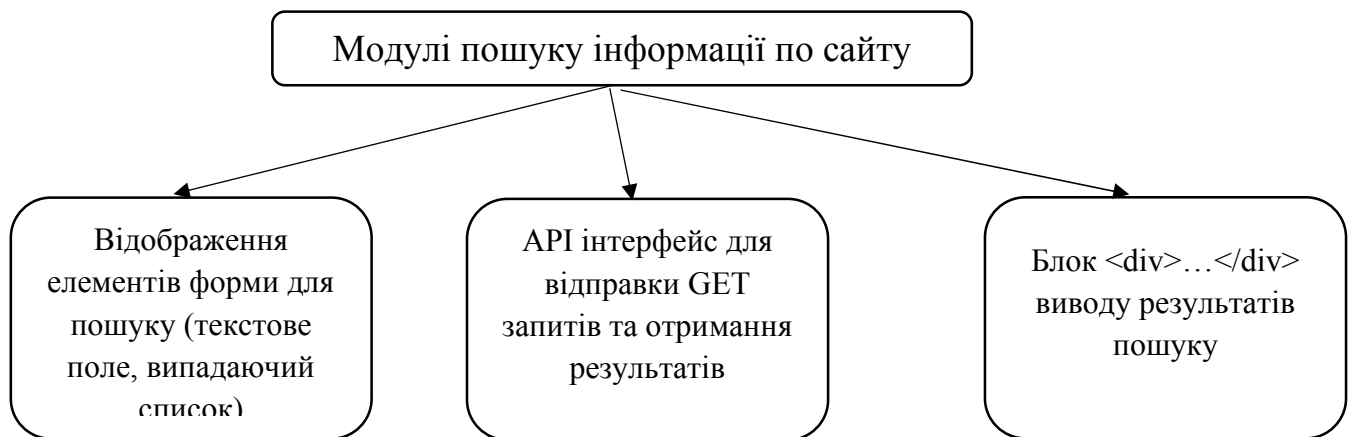 Модулі пошуку інформації по сайту
Відображення
елементів форми для
пошуку (текстове
поле, випадаючий
список)
API інтерфейс для
відправки GET
запитів та отримання
результатів
Блок <div>…</div>
виводу результатів
пошуку